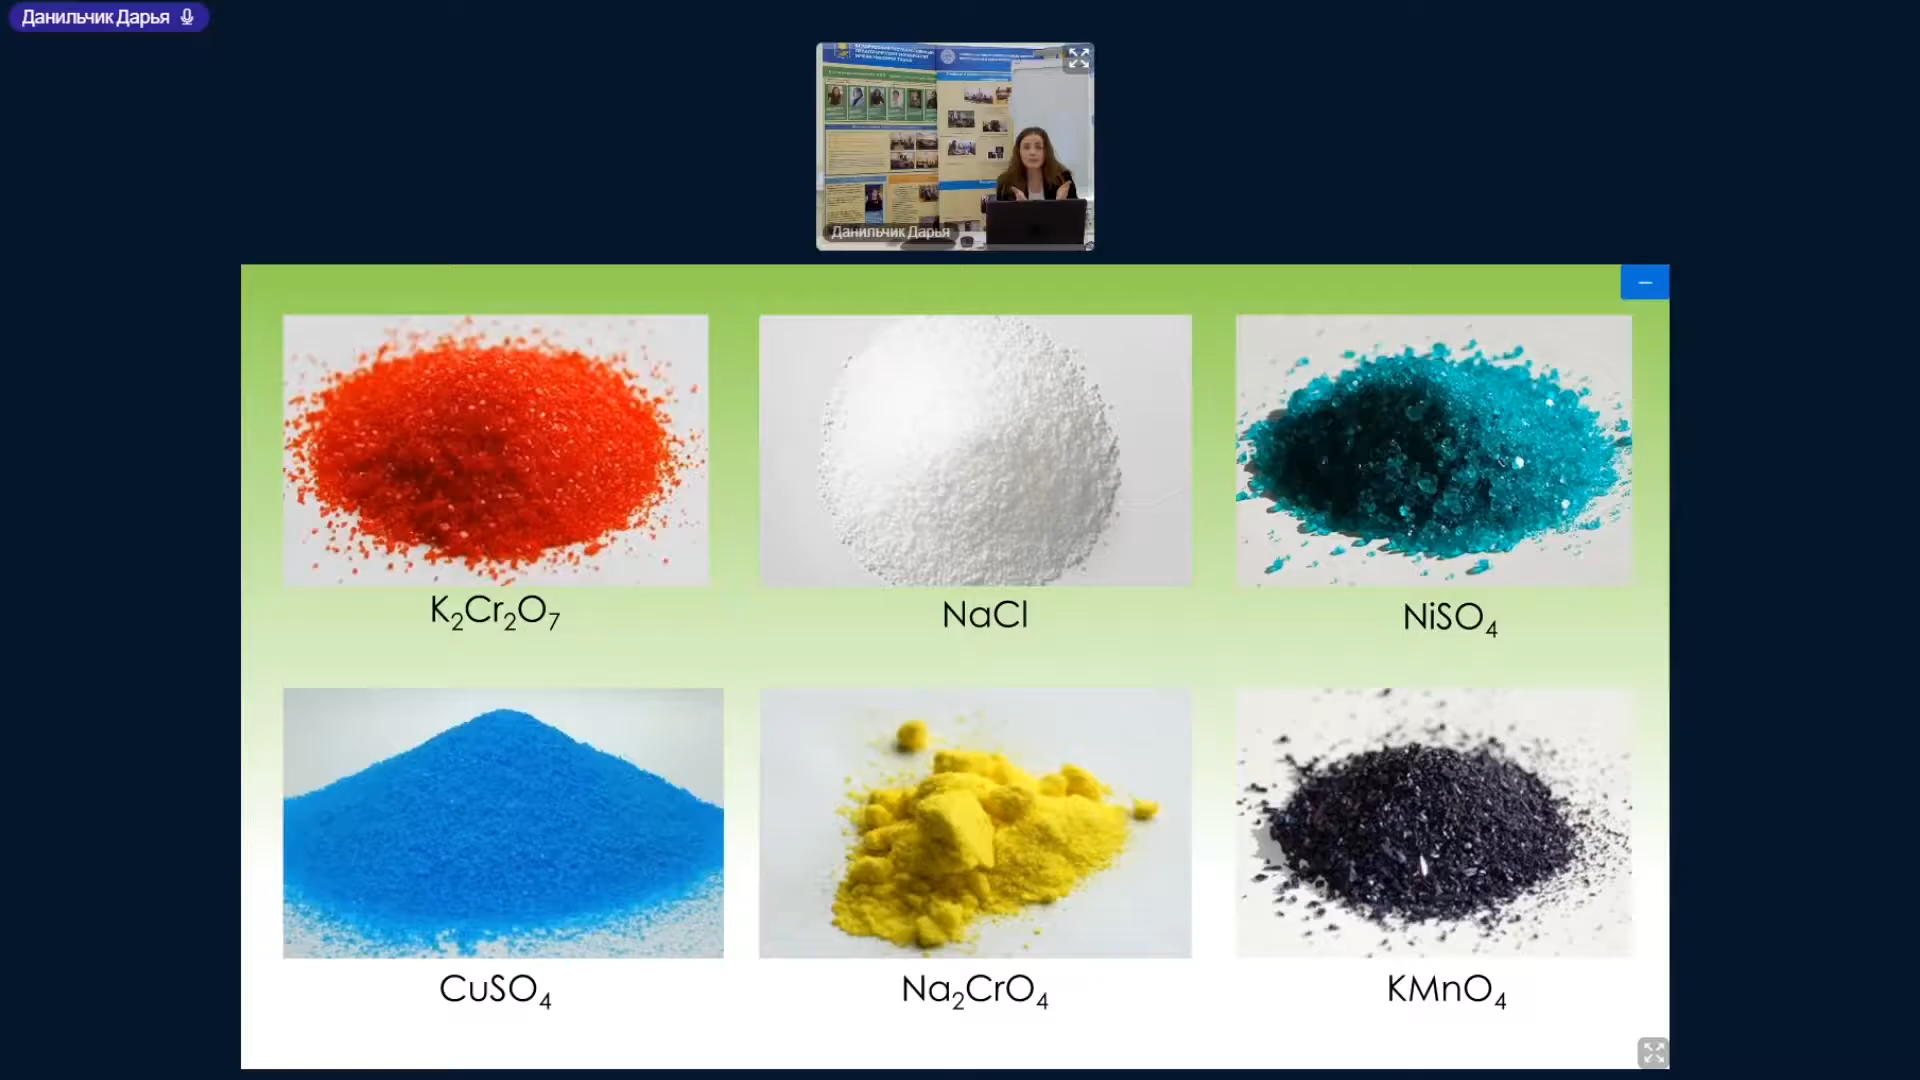 Данильчик Дарья
Данильчик Дарья
K₂Cr₂O₇
NaCl
NiSO₄
CuSO₄
Na₂CrO₄
KMnO₄